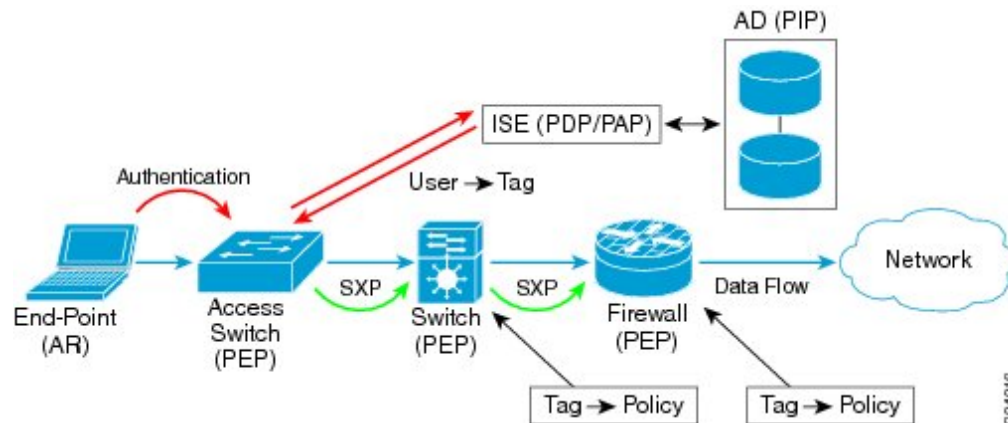 AD (PIP)
ISE (PDP/PAP)
Authentication
User → Tag
SXP
SXP
Data Flow
Network
End-Point
(AR)
Access
Switch
(PEP)
Switch
(PEP)
Firewall
(PEP)
Tag → Policy
Tag → Policy